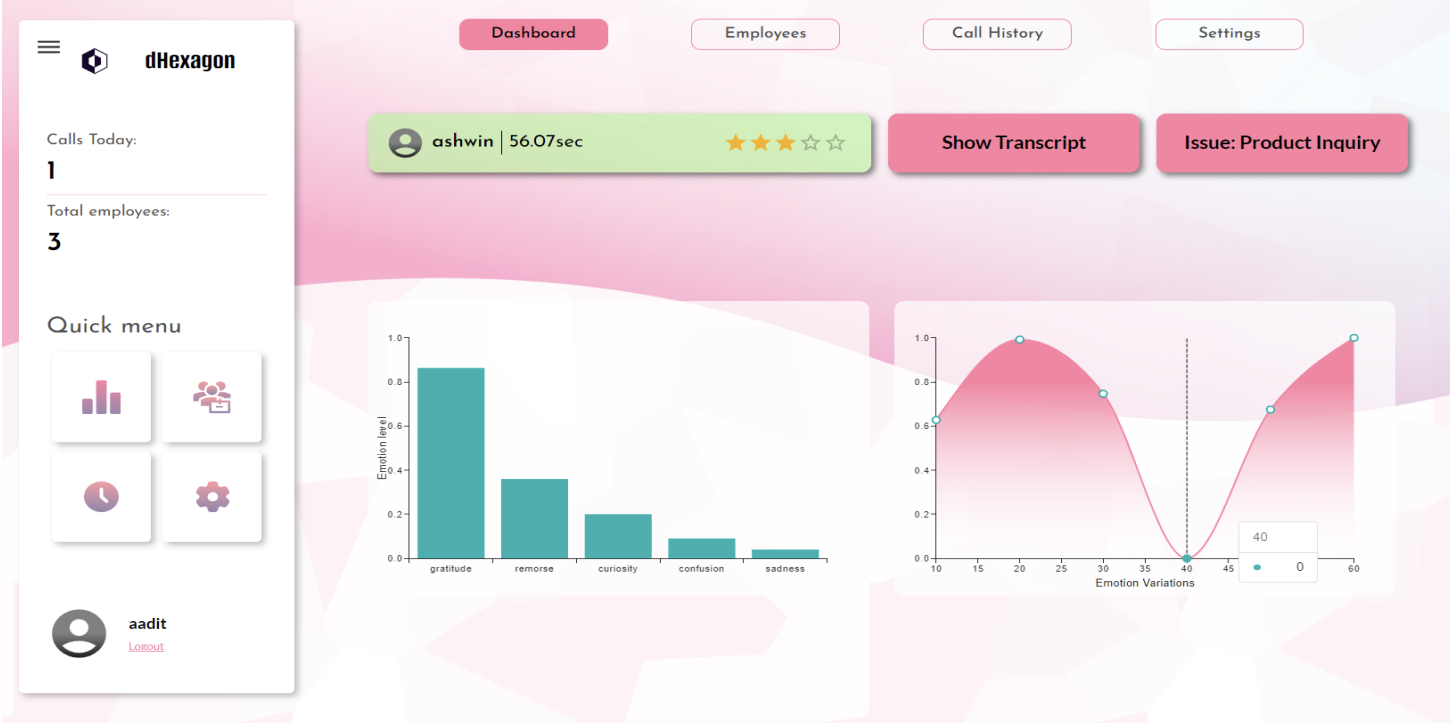 dHexagon
Calls Today:
1
Total employees:
3
Quick menu
aadit
Logout
Dashboard
Employees
Call History
Settings
ashwin | 56.07sec
Show Transcript
Issue: Product Inquiry
Emotion level
1.0
0.8
0.6
0.4
0.2
0.0
gratitude remorse curiosity confusion sadness
1.0
0.8
0.6
0.4
0.2
0.0
10 15 20 25 30 35 40 45 60
Emotion Variations
40
0